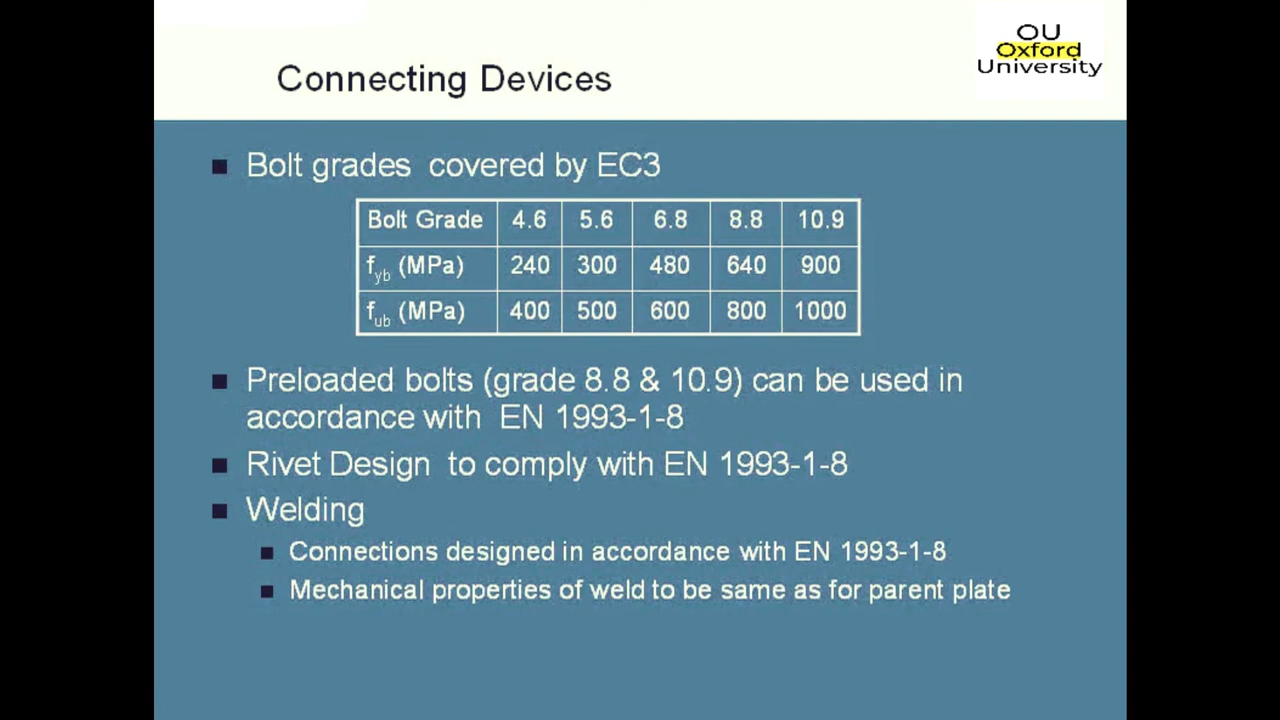 OU
Oxford
University
Connecting Devices
Bolt grades covered by EC3
Bolt Grade 4.6 5.6 6.8 8.8 10.9
fyb (MPa) 240 300 480 640 900
fub (MPa) 400 500 600 800 1000
Preloaded bolts (grade 8.8 & 10.9) can be used in
accordance with EN 1993-1-8
Rivet Design to comply with EN 1993-1-8
Welding
Connections designed in accordance with EN 1993-1-8
Mechanical properties of weld to be same as for parent plate